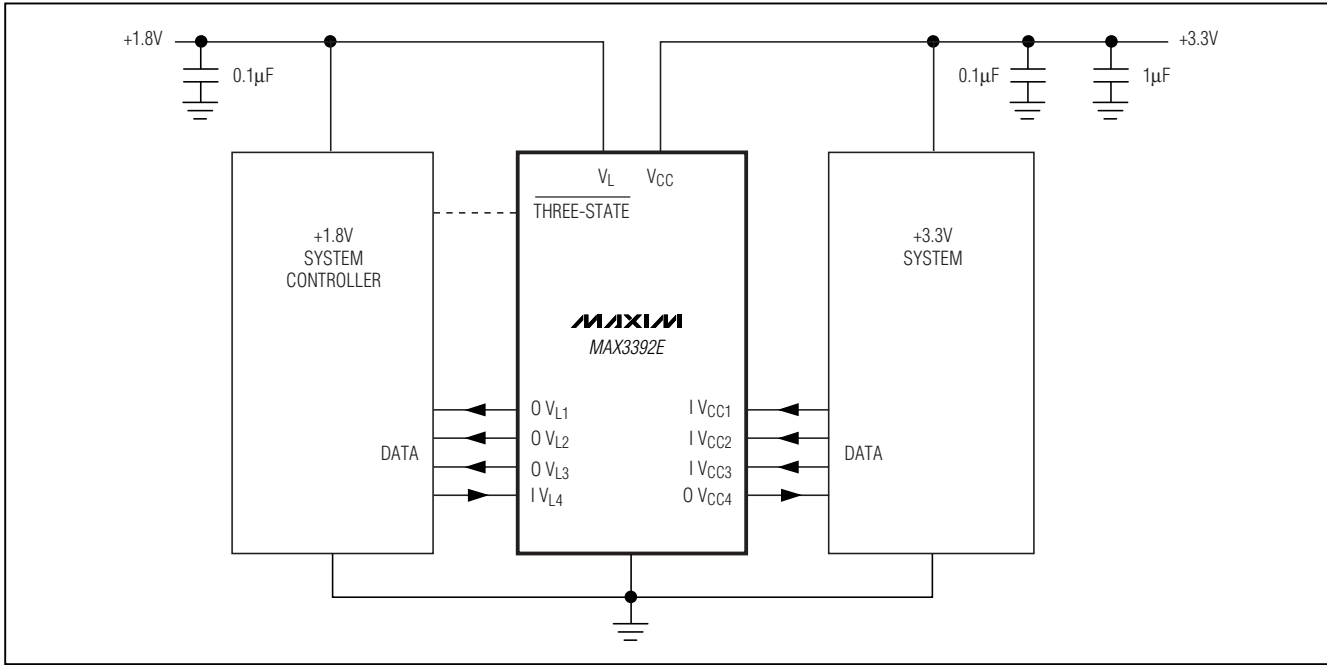 +1.8V
0.1μF
0.1μF
1μF
+3.3V
VL
VCC
THREE-STATE
+1.8V
SYSTEM
CONTROLLER
+3.3V
SYSTEM
MAXIM
MAX3392E
O VL1
I VCC1
O VL2
I VCC2
DATA
O VL3
I VCC3
DATA
I VL4
O VCC4